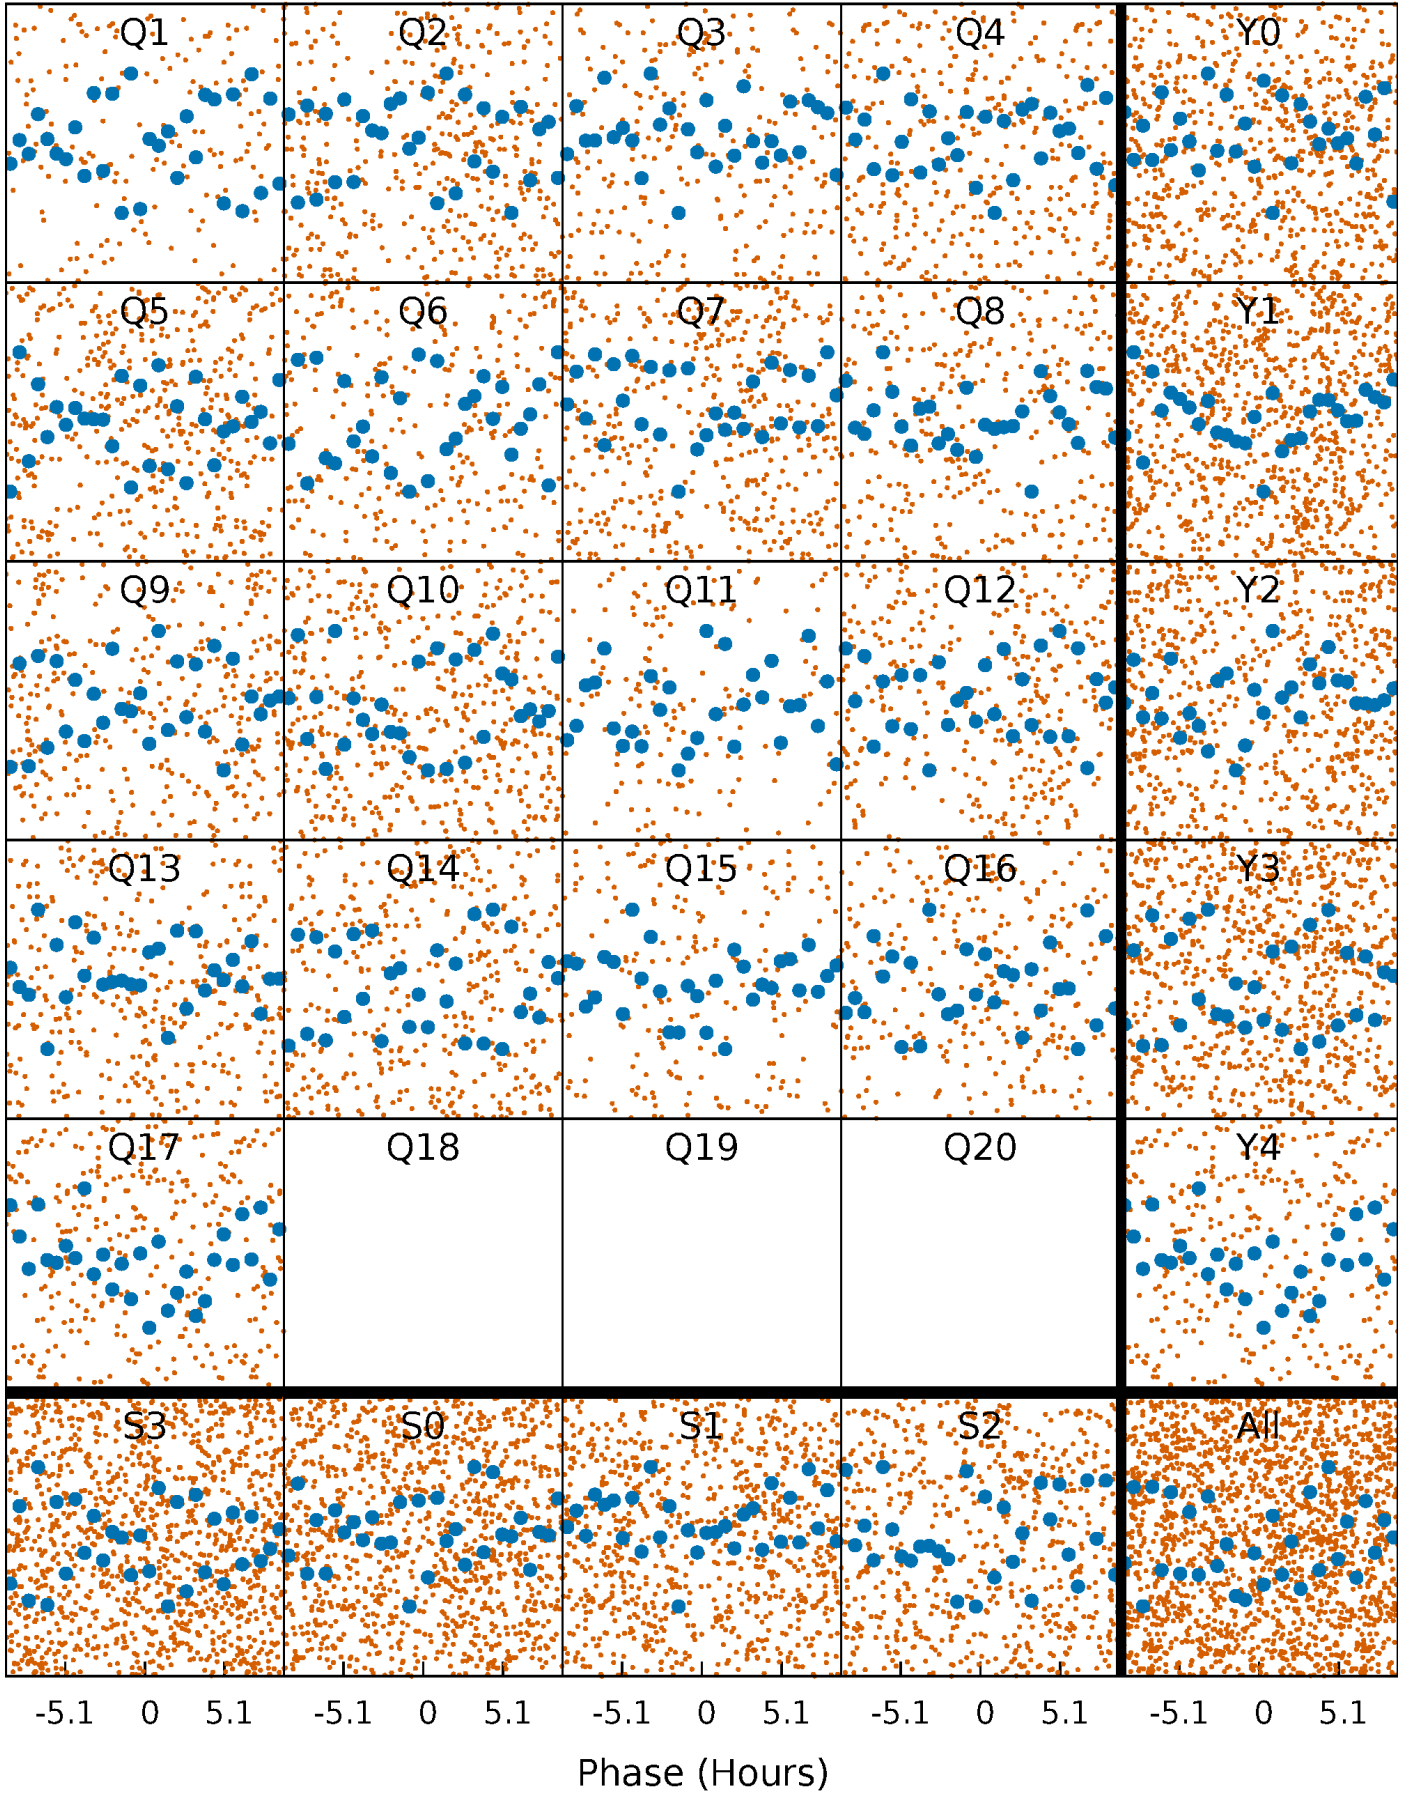 Q1 Q2 Q3 Q4 Y0
Q5 Q6 Q7 Q8 Y1
Q9 Q10 Q11 Q12 Y2
Q13 Q14 Q15 Q16 Y3
Q17 Q18 Q19 Q20 Y4
S3 S0 S1 S2 All
-5.1 0 5.1 -5.1 0 5.1 -5.1 0 5.1 -5.1 0 5.1 -5.1 0 5.1
Phase (Hours)